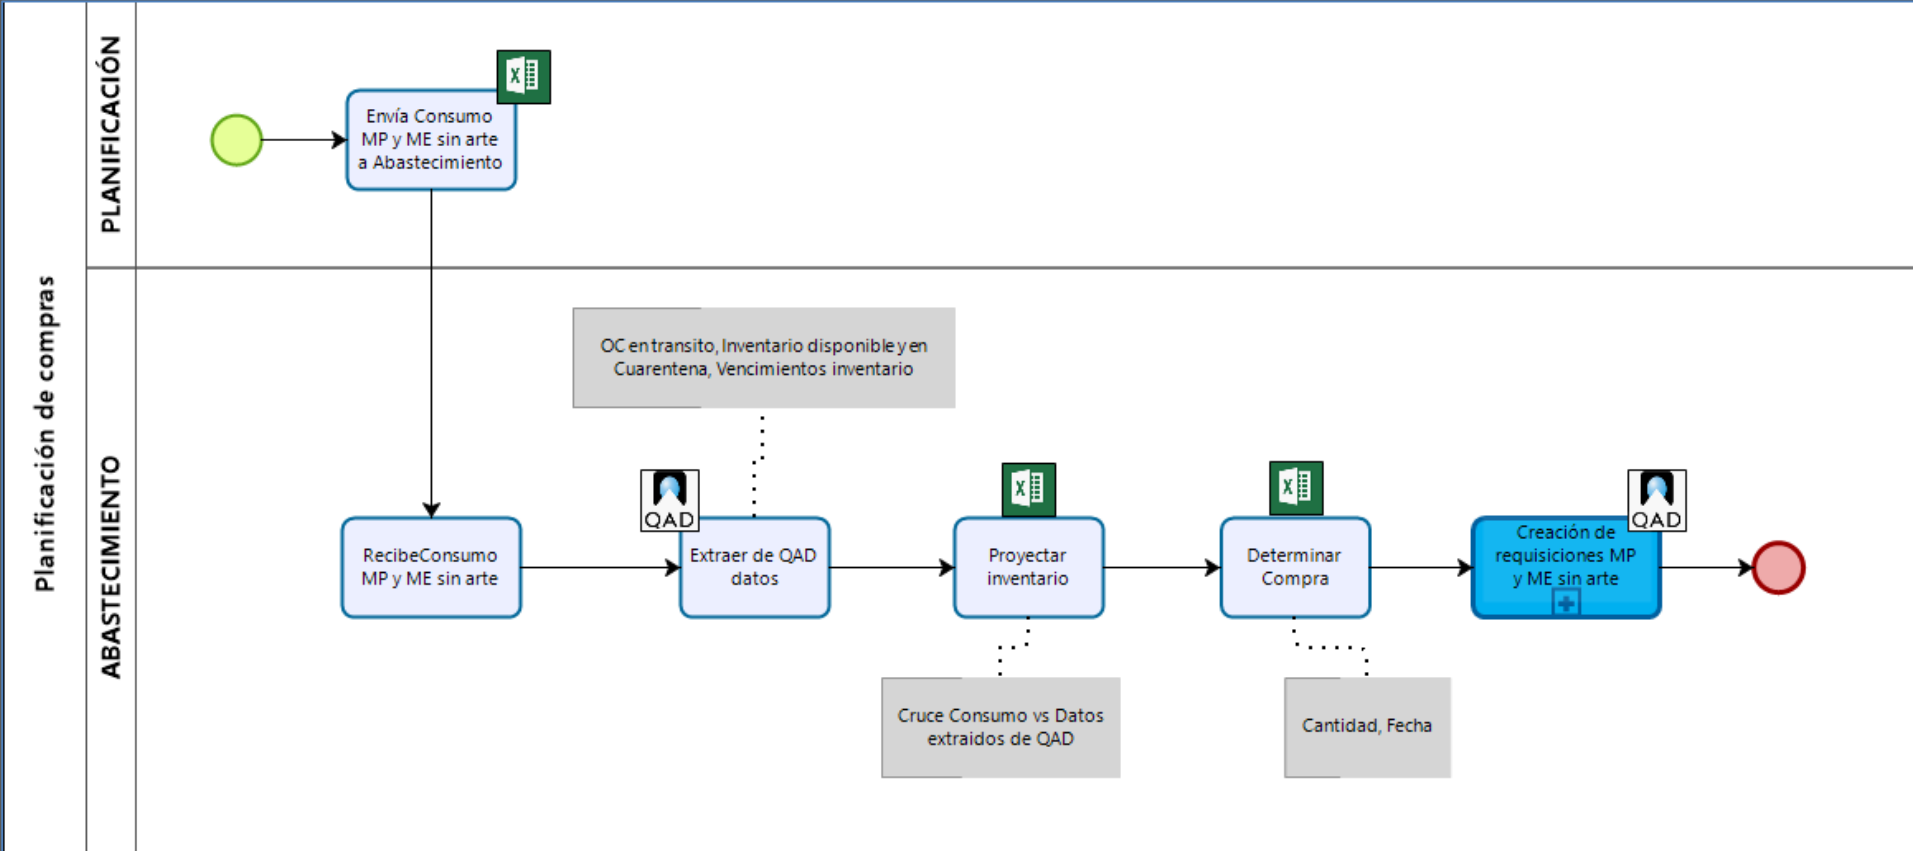 Planificación de compras
PLANIFICACIÓN
Envía Consumo
MP y ME sin arte
a Abastecimiento
ABASTECIMIENTO
OC en transito, Inventario disponible y en
Cuarentena, Vencimientos inventario
RecibeConsumo
MP y ME sin arte
QAD
Extraer de QAD
datos
Proyectar
inventario
Determinar
Compra
QAD
Creación de
requisiciones MP
y ME sin arte
Cruce Consumo vs Datos
extraidos de QAD
Cantidad, Fecha